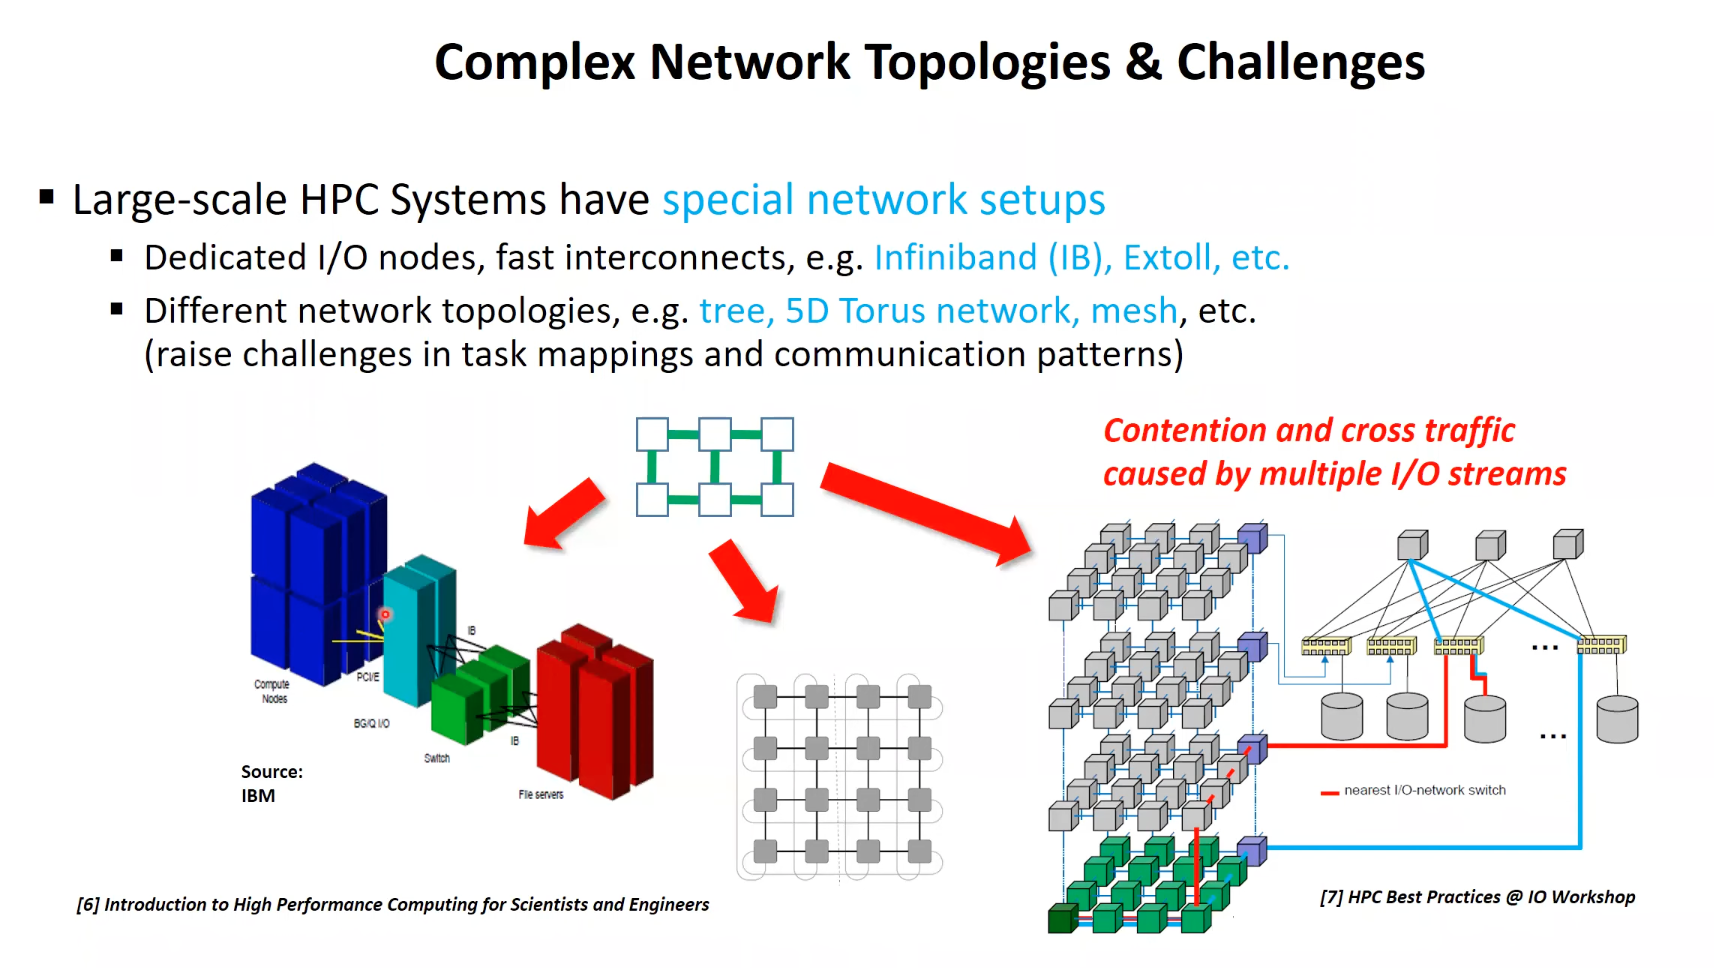 Complex Network Topologies & Challenges
▪ Large-scale HPC Systems have special network setups
▪ Dedicated I/O nodes, fast interconnects, e.g. Infiniband (IB), Extoll, etc.
▪ Different network topologies, e.g. tree, 5D Torus network, mesh, etc.
(raise challenges in task mappings and communication patterns)
Contention and cross traffic
caused by multiple I/O streams
IB
Compute
Nodes
PCI/E
BG/Q I/O
IB
Switch
File servers
Source:
IBM
...
...
nearest I/O-network switch
[6] Introduction to High Performance Computing for Scientists and Engineers
[7] HPC Best Practices @ IO Workshop